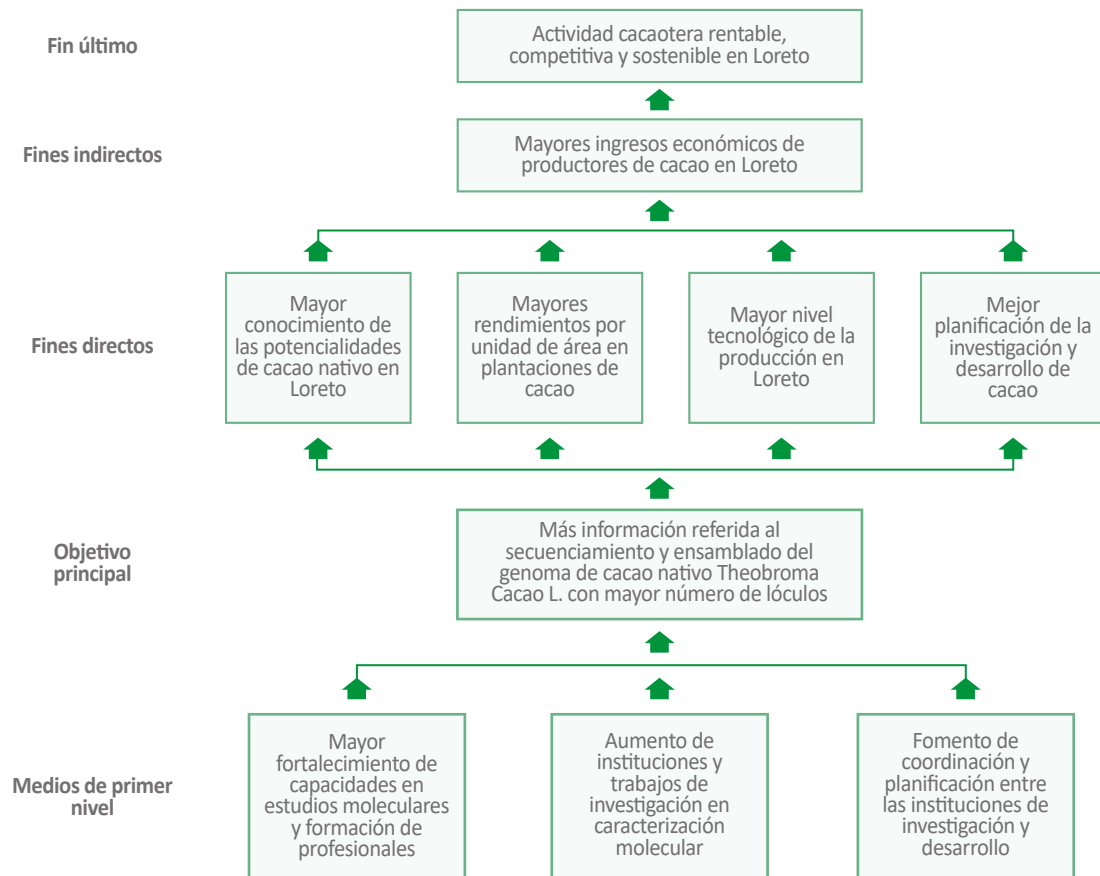 Fin último
Actividad cacaotera rentable,
competitiva y sostenible en Loreto
Fines indirectos
Mayores ingresos económicos de
productores de cacao en Loreto
Fines directos
Mayor
conocimiento de
las potencialidades
de cacao nativo en
Loreto
Mayores
rendimientos por
unidad de área en
plantaciones de
cacao
Mayor nivel
tecnológico de la
producción en
Loreto
Mejor
planificación de la
investigación y
desarrollo de
cacao
Objetivo
principal
Más información referida al
secuenciamiento y ensamblado del
genoma de cacao nativo Theobroma
Cacao L. con mayor número de lóculos
Medios de primer
nivel
Mayor
fortalecimiento de
capacidades en
estudios moleculares
y formación de
profesionales
Aumento de
instituciones y
trabajos de
investigación en
caracterización
molecular
Fomento de
coordinación y
planificación entre
las instituciones de
investigación y
desarrollo